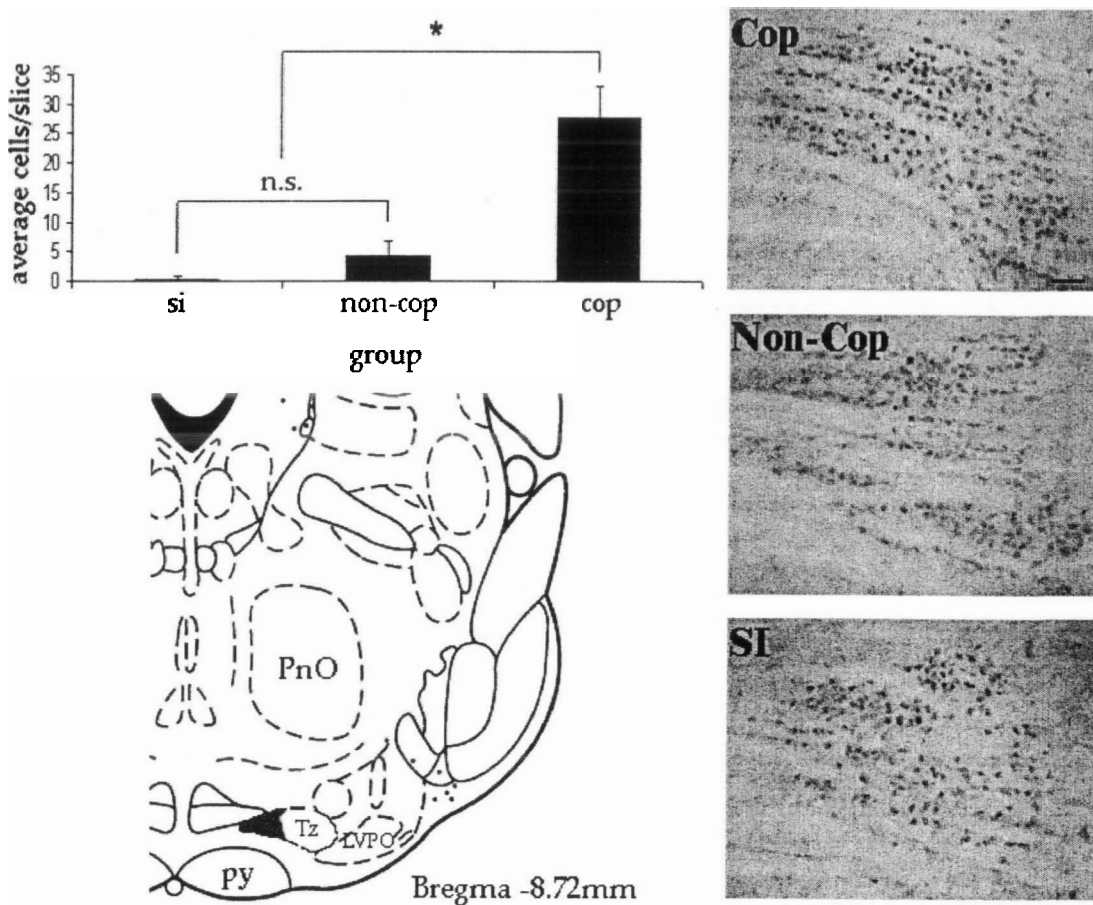 *
average cells/slice
35
30
25
20
15
10
5
0
n.s.
si non-cop cop
group
PnO
Tz
LVPO
py
Bregma -8.72mm
Cop
Non-Cop
SI